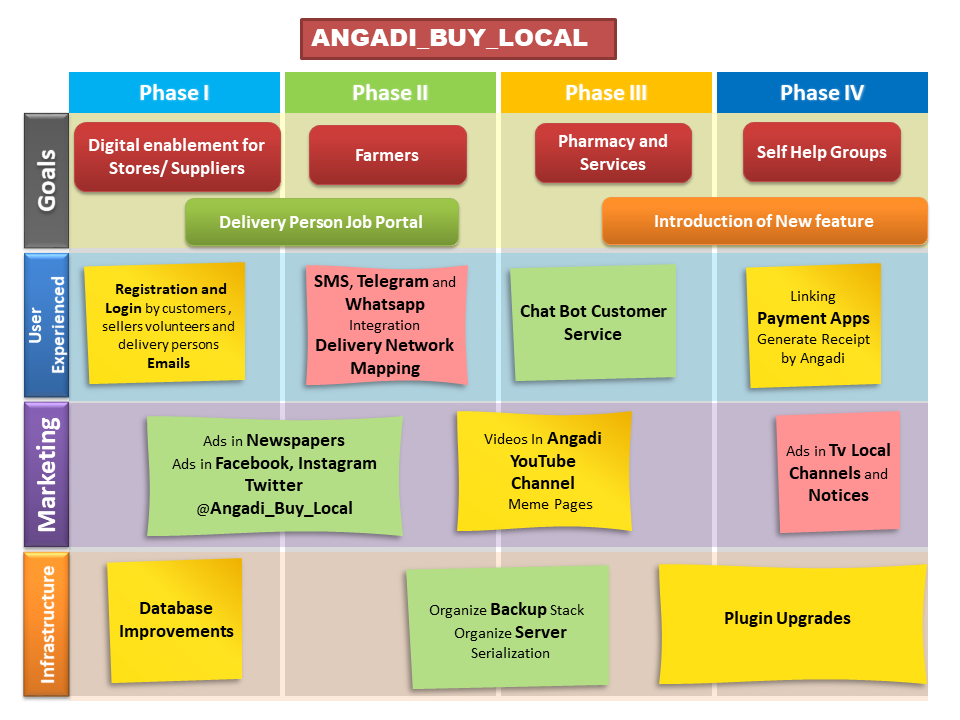 ANGADI_BUY_LOCAL
Phase I
Phase II
Phase III
Phase IV
Goals
Digital enablement for
Stores/ Suppliers
Farmers
Pharmacy and
Services
Self Help Groups
Delivery Person Job Portal
Introduction of New feature
User
Experienced
Registration and
Login by customers ,
sellers volunteers and
delivery persons
Emails
SMS, Telegram and
Whatsapp
Integration
Delivery Network
Mapping
Chat Bot Customer
Service
Linking
Payment Apps
Generate Receipt
by Angadi
Marketing
Ads in Newspapers
Ads in Facebook, Instagram
Twitter
@Angadi_Buy_Local
Videos In Angadi
YouTube
Channel
Meme Pages
Ads in Tv Local
Channels and
Notices
Infrastructure
Database
Improvements
Organize Backup Stack
Organize Server
Serialization
Plugin Upgrades